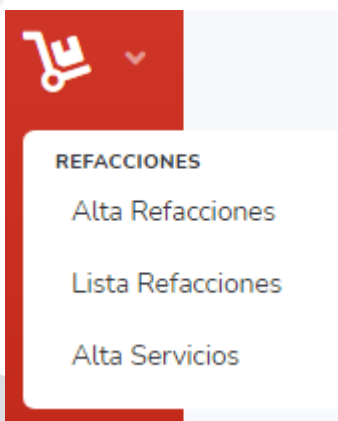 REFACCIONES
Alta Refacciones
Lista Refacciones
Alta Servicios